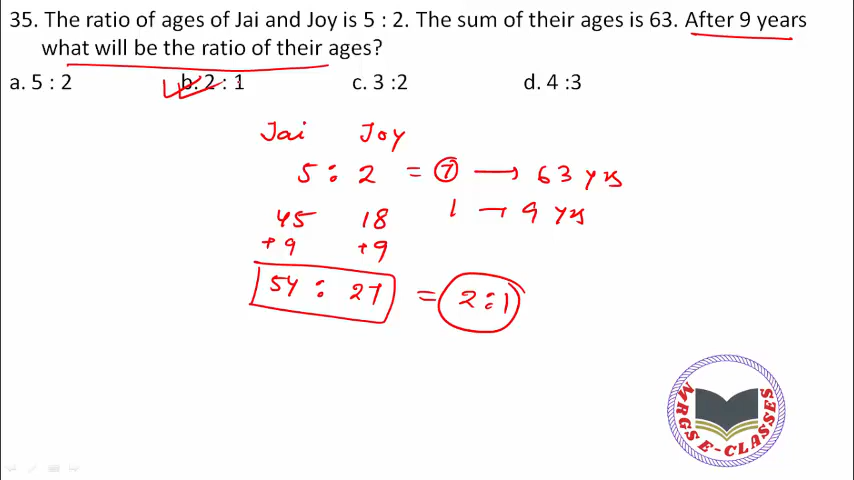 35. The ratio of ages of Jai and Joy is 5 : 2. The sum of their ages is 63. After 9 years
what will be the ratio of their ages?
a. 5 : 2 b. 2 : 1 c. 3 :2 d. 4 :3
Jai Joy
5 : 2 = 7 → 63 yrs
45 18 1 → 9 yrs
+9 +9
54 : 27 = 2:1
MRGS E-CLASSES